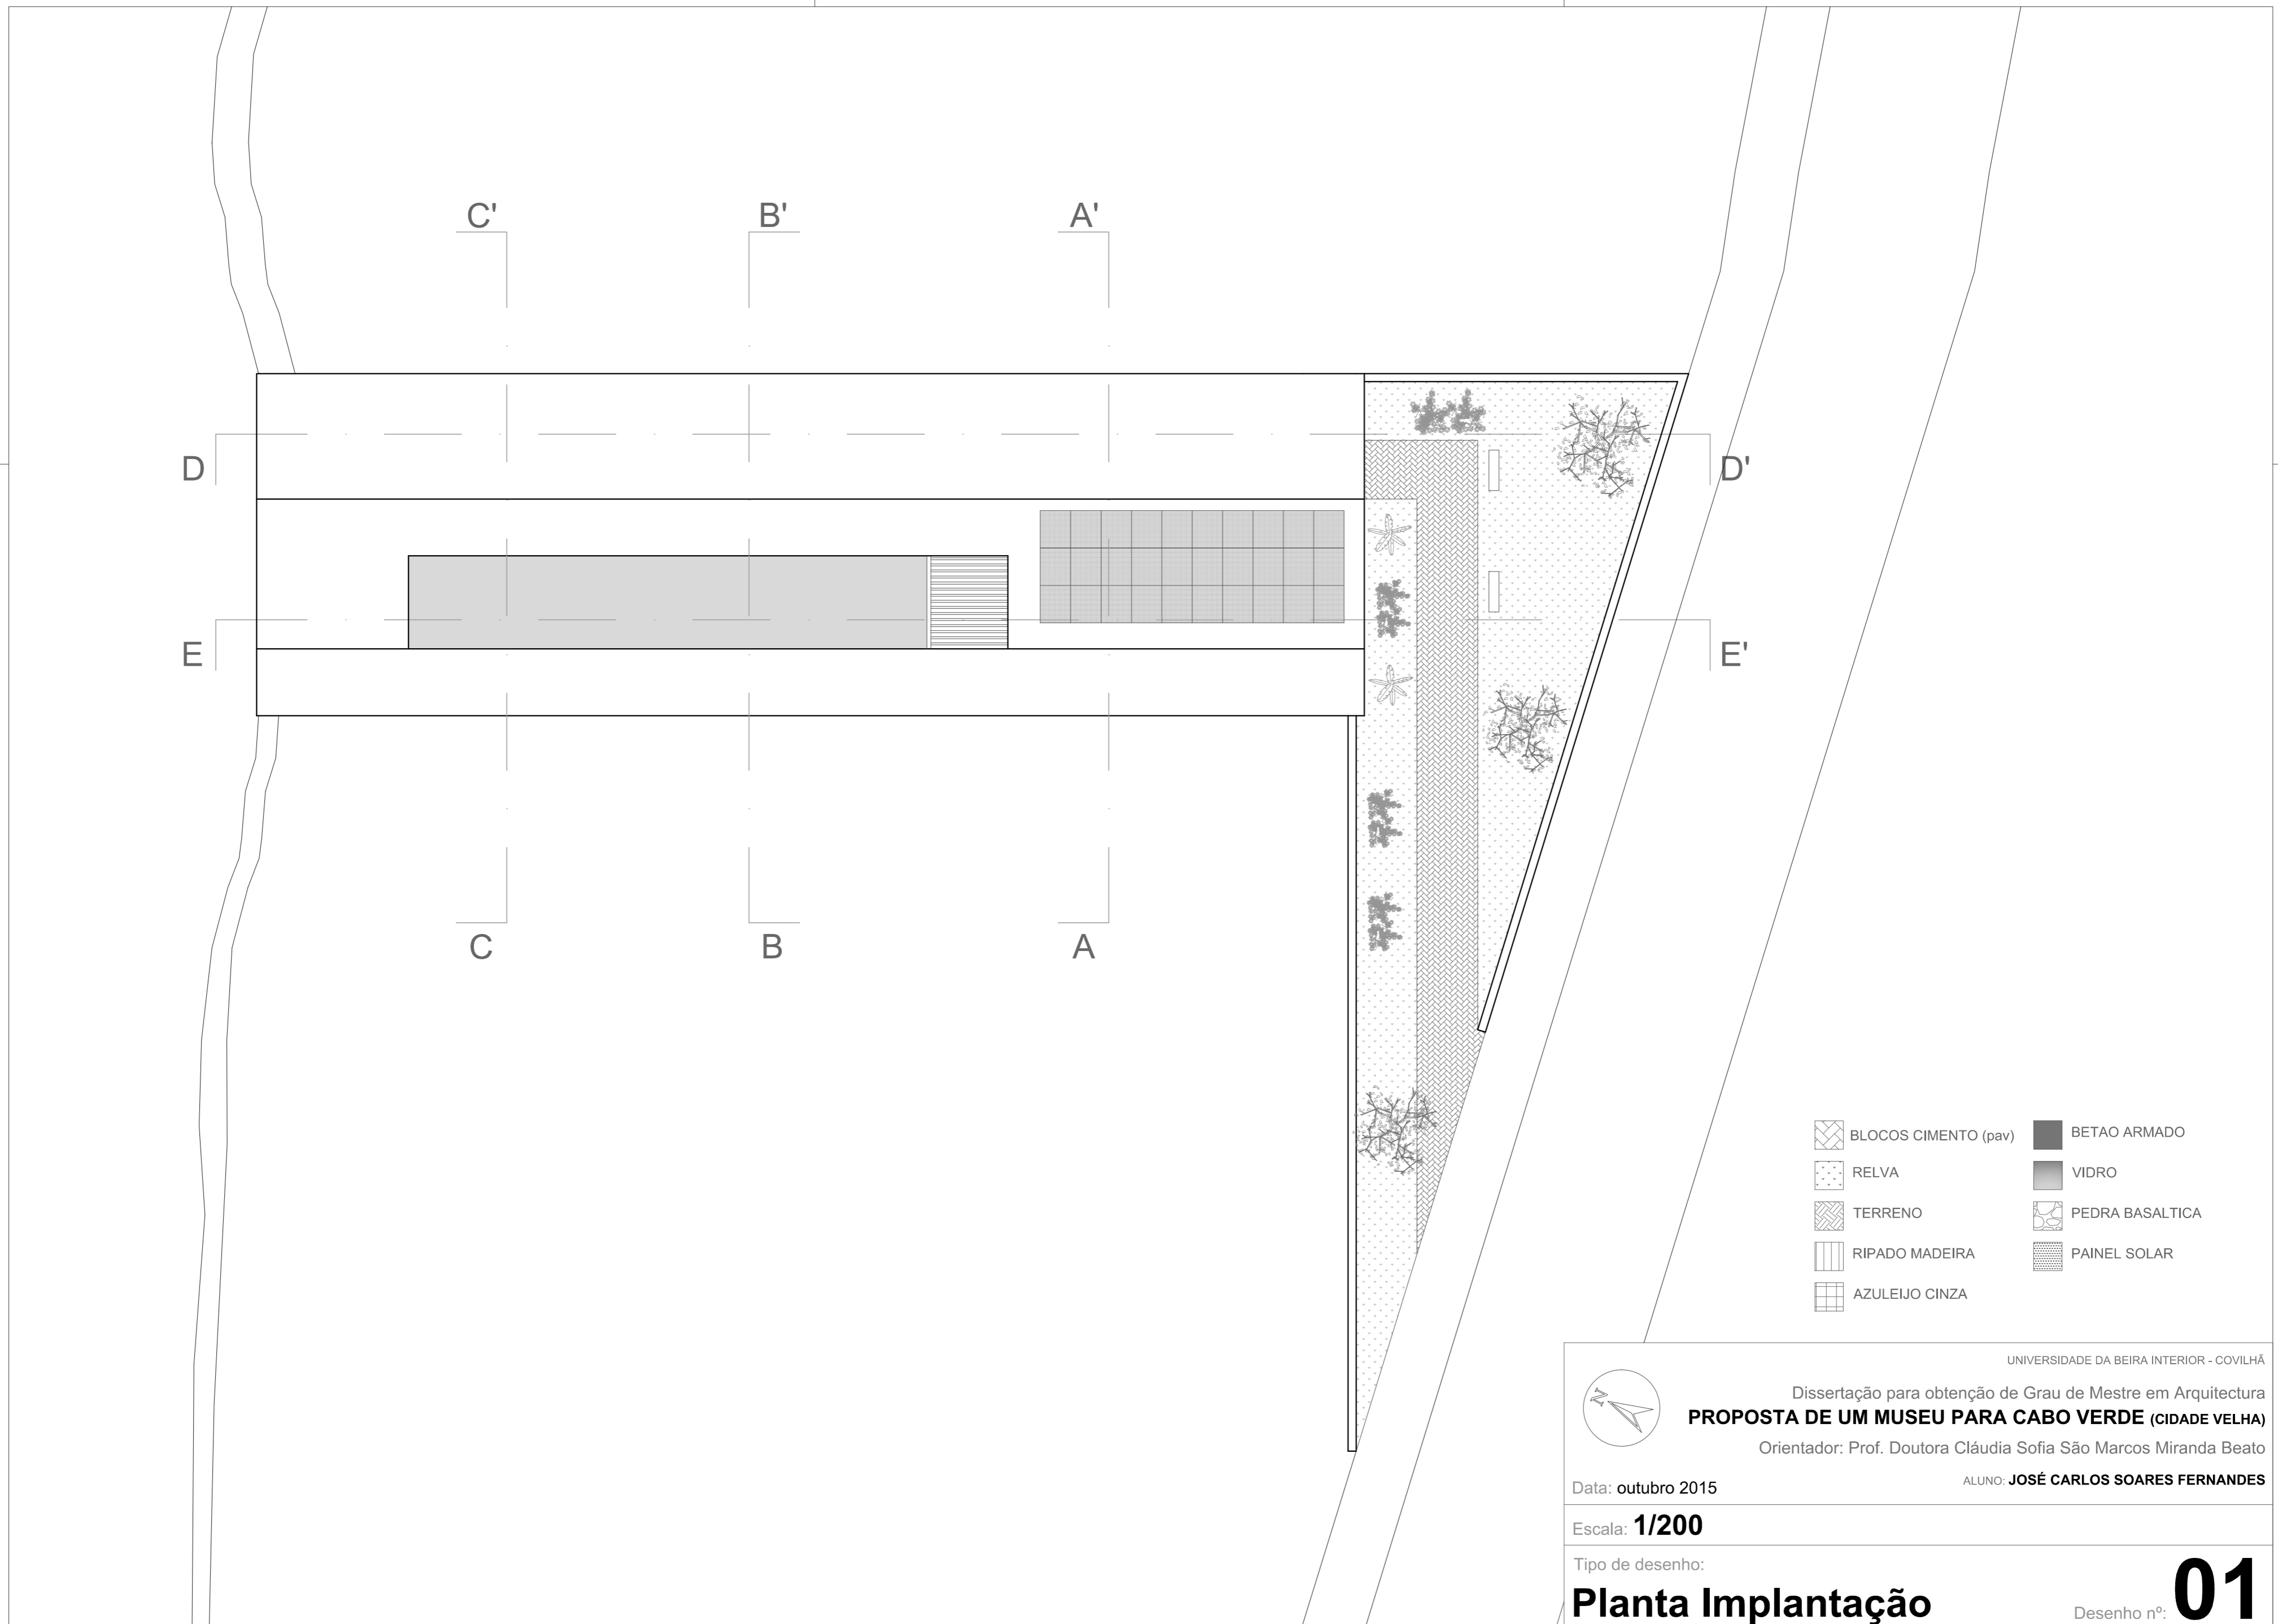 C' B' A'
D D'
E E'
C B A
BLOCOS CIMENTO (pav) BETAO ARMADO
RELVA VIDRO
TERRENO PEDRA BASALTICA
RIPADO MADEIRA PAINEL SOLAR
AZULEIJO CINZA
UNIVERSIDADE DA BEIRA INTERIOR - COVILHÃ
N
Dissertação para obtenção de Grau de Mestre em Arquitectura
PROPOSTA DE UM MUSEU PARA CABO VERDE (CIDADE VELHA)
Orientador: Prof. Doutora Cláudia Sofia São Marcos Miranda Beato
ALUNO: JOSÉ CARLOS SOARES FERNANDES
Data: outubro 2015
Escala: 1/200
Tipo de desenho:
Planta Implantação
Desenho nº: 01